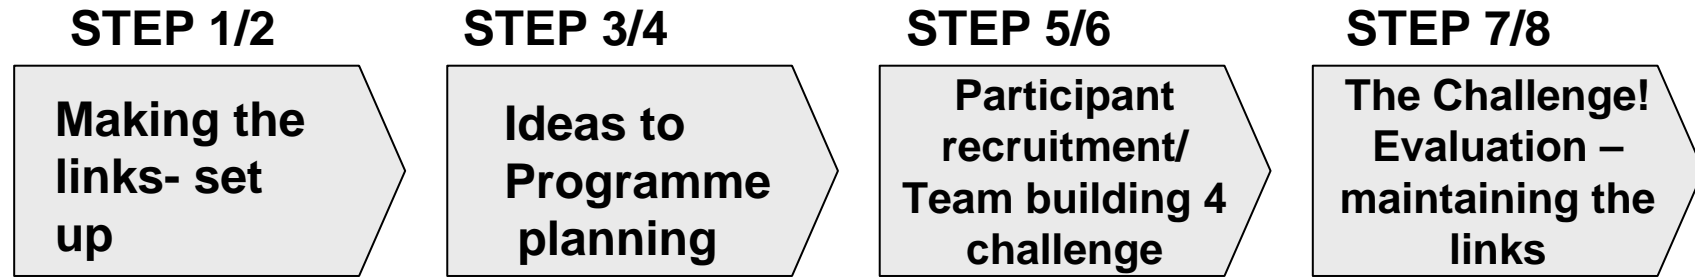 STEP 1/2
Making the
links- set
up
STEP 3/4
Ideas to
Programme
planning
STEP 5/6
Participant
recruitment/
Team building 4
challenge
STEP 7/8
The Challenge!
Evaluation –
maintaining the
links